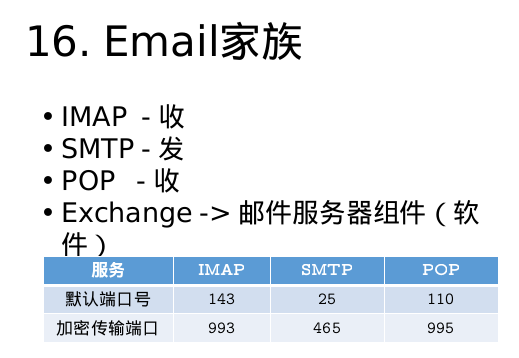 16. Email家族
• IMAP - 收
• SMTP - 发
• POP - 收
• Exchange -> 邮件服务器组件（软
件）
服务 IMAP SMTP POP
默认端口号 143 25 110
加密传输端口 993 465 995